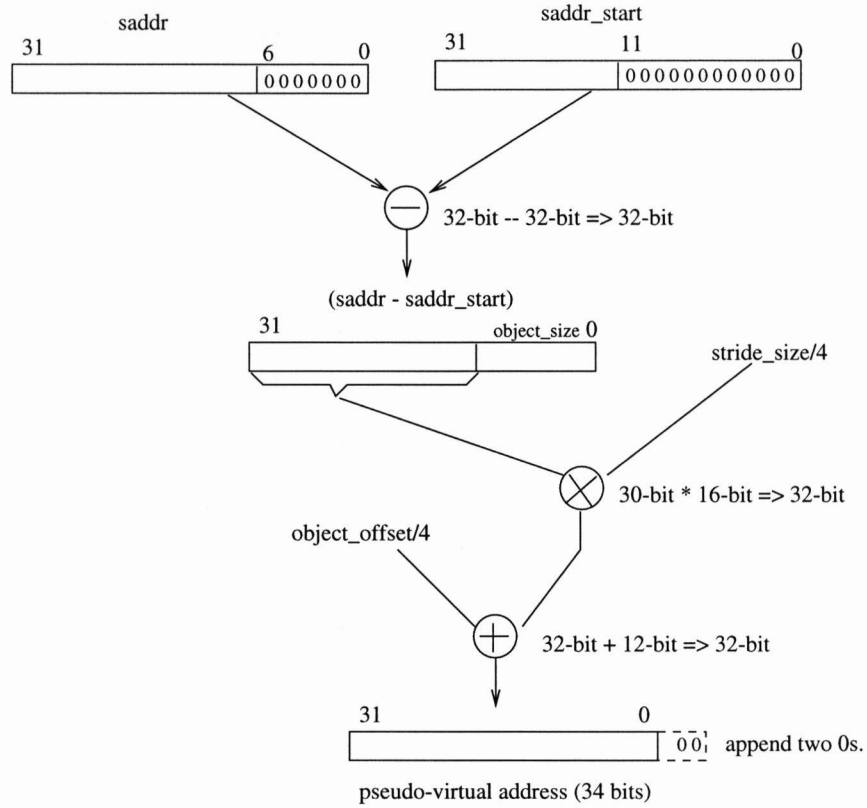 saddr
saddr_start
31 6 0
31 11 0
0000000
000000000000
32-bit -- 32-bit => 32-bit
(saddr - saddr_start)
31 object_size 0
stride_size/4
30-bit * 16-bit => 32-bit
object_offset/4
32-bit + 12-bit => 32-bit
31 0
00 append two 0s.
pseudo-virtual address (34 bits)